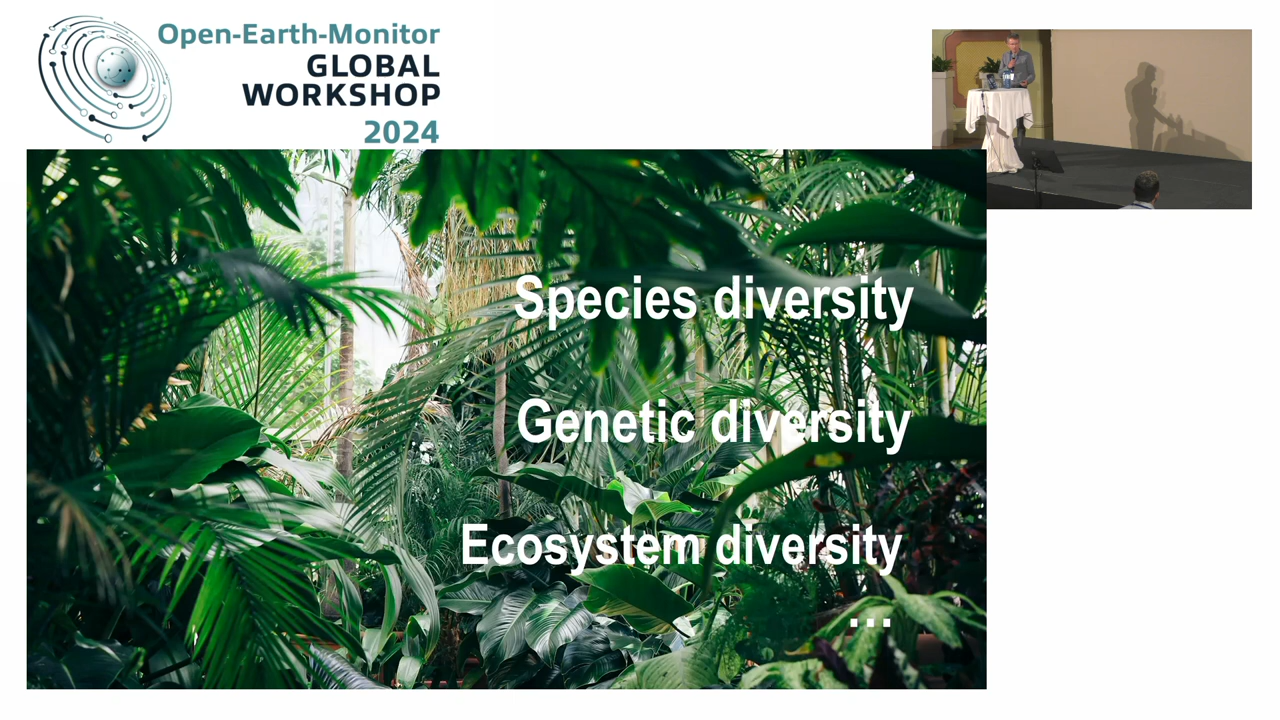 Open-Earth-Monitor
GLOBAL
WORKSHOP
2024
Species diversity
Genetic diversity
Ecosystem diversity
...